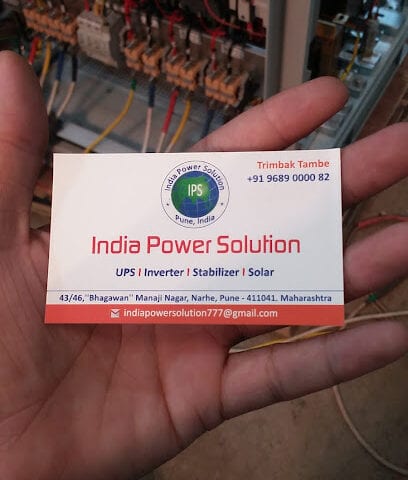 Trimbak Tambe
+91 9689 0000 82
India Power Solution
IPS
Pune, India
India Power Solution
UPS I Inverter I Stabilizer I Solar
43/46,"Bhagawan" Manaji Nagar, Narhe, Pune - 411041. Maharashtra
indiapowersolution777@gmail.com